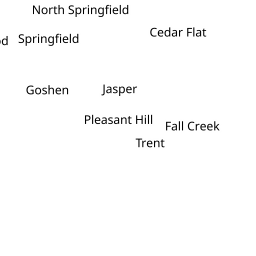 North Springfield
Cedar Flat
Springfield
Goshen
Jasper
Pleasant Hill
Fall Creek
Trent